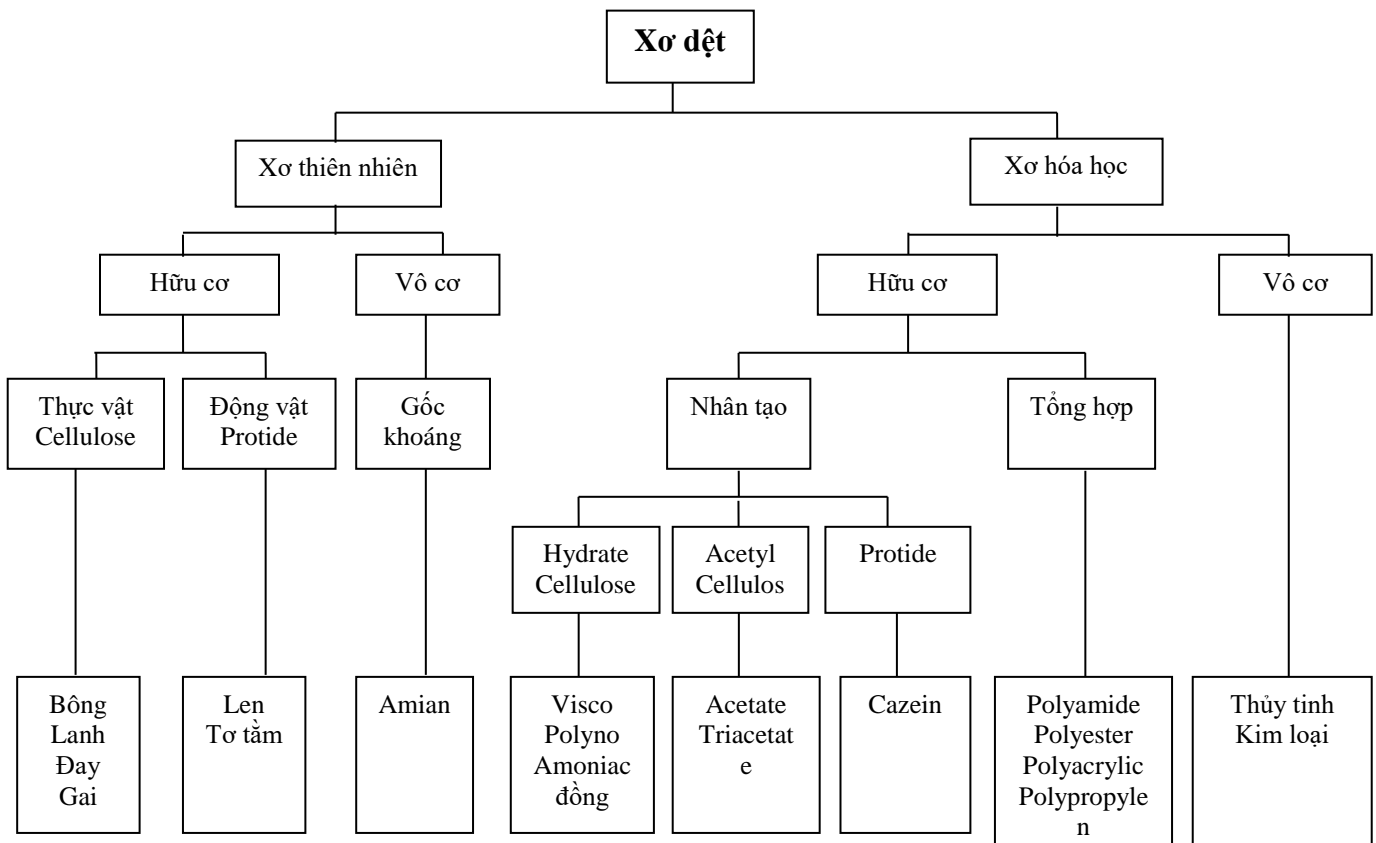 Xơ dệt
Xơ thiên nhiên
Xơ hóa học
Hữu cơ
Vô cơ
Hữu cơ
Vô cơ
Thực vật
Cellulose
Động vật
Protide
Gốc
khoáng
Nhân tạo
Tổng hợp
Hydrate
Cellulose
Acetyl
Cellulos
Protide
Bông
Lanh
Đay
Gai
Len
Tơ tằm
Amian
Visco
Polyno
Amoniac
đồng
Acetate
Triacetat
e
Cazein
Polyamide
Polyester
Polyacrylic
Polypropyle
n
Thủy tinh
Kim loại